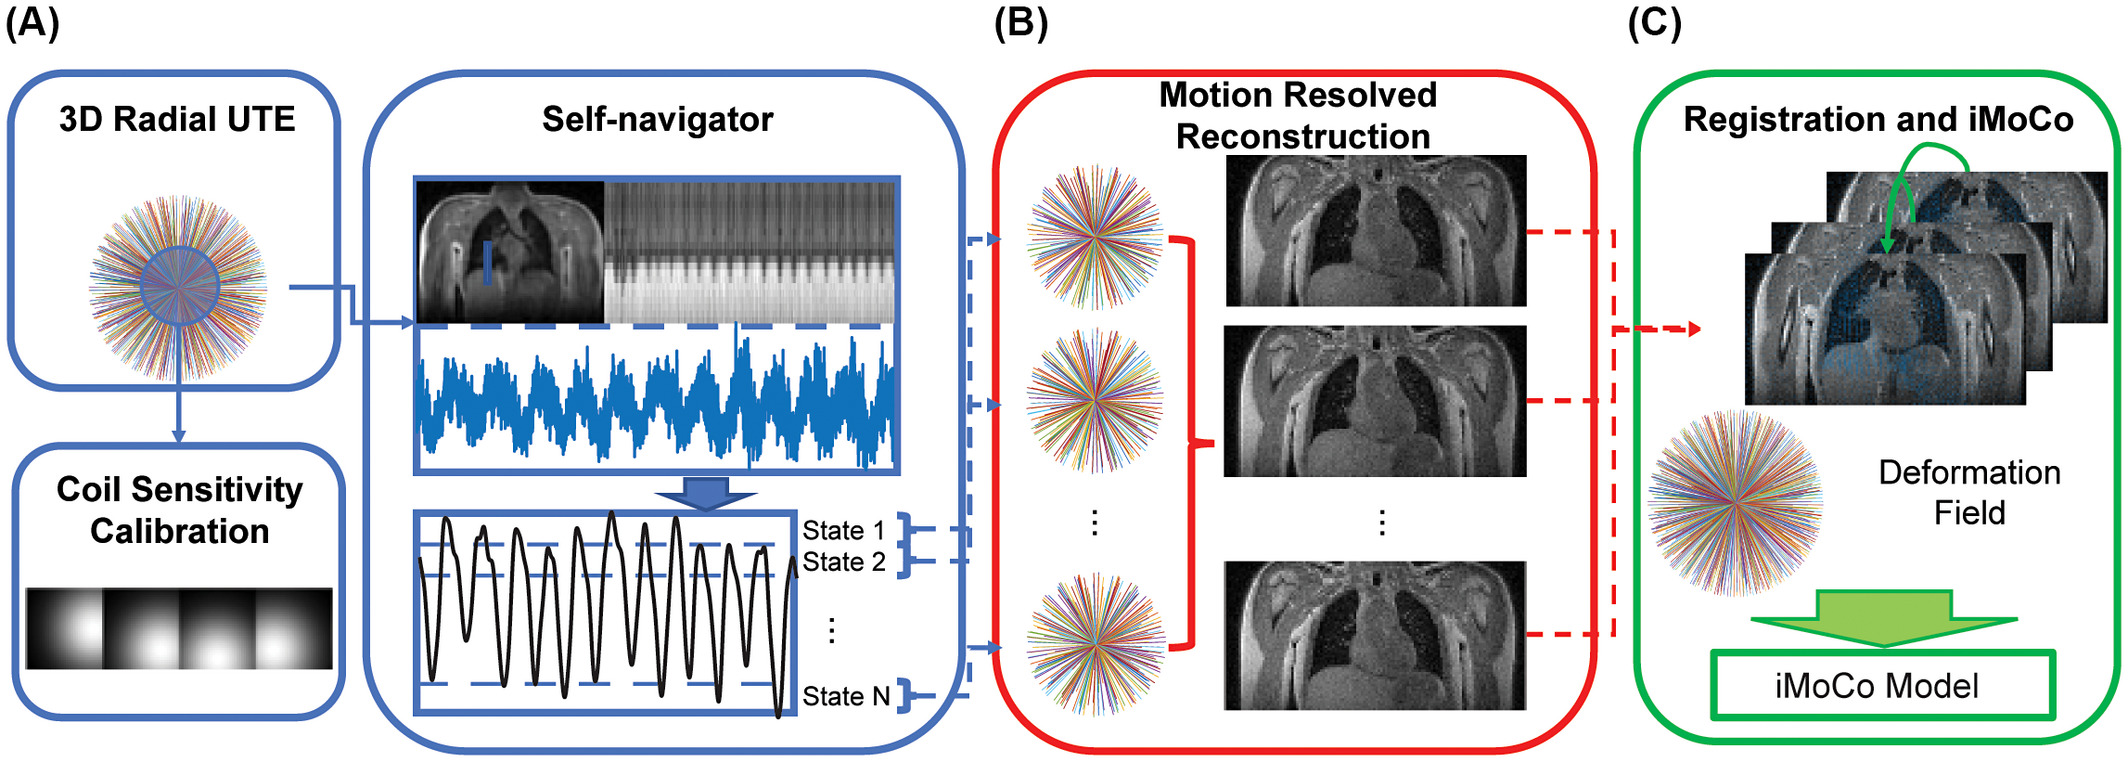 (A)
3D Radial UTE
Coil Sensitivity
Calibration
Self-navigator
State 1
State 2
⋮
State N
(B)
Motion Resolved
Reconstruction
⋮
⋮
(C)
Registration and iMoCo
Deformation
Field
iMoCo Model